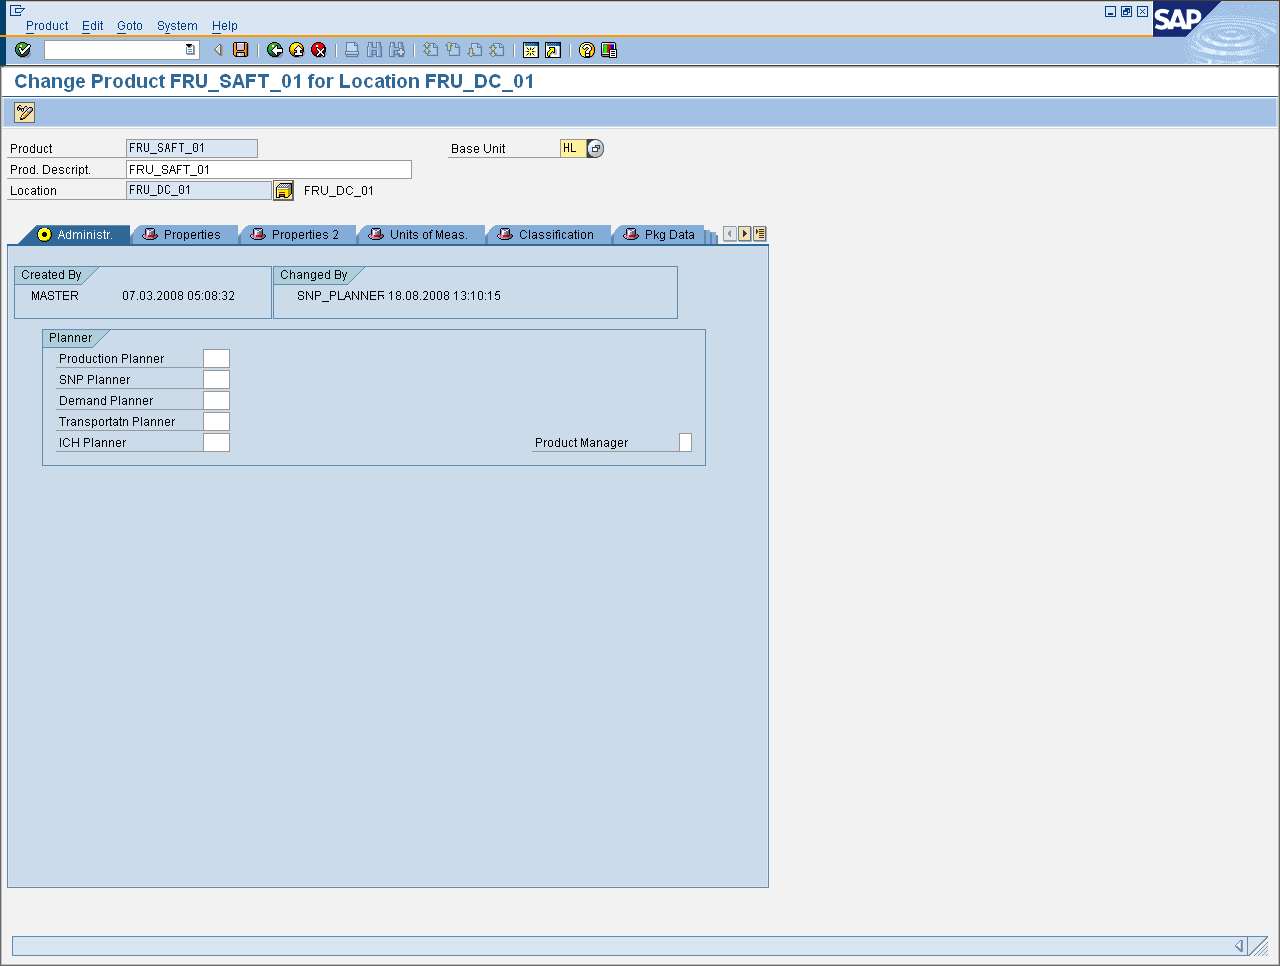 Product Edit Goto System Help
SAP
Change Product FRU_SAFT_01 for Location FRU_DC_01
Product FRU_SAFT_01 Base Unit HL
Prod. Descript. FRU_SAFT_01
Location FRU_DC_01 FRU_DC_01
Administr. Properties Properties 2 Units of Meas. Classification Pkg Data
Created By Changed By
MASTER 07.03.2008 05:08:32 SNP_PLANNER 18.08.2008 13:10:15
Planner
Production Planner
SNP Planner
Demand Planner
Transportatn Planner
ICH Planner Product Manager